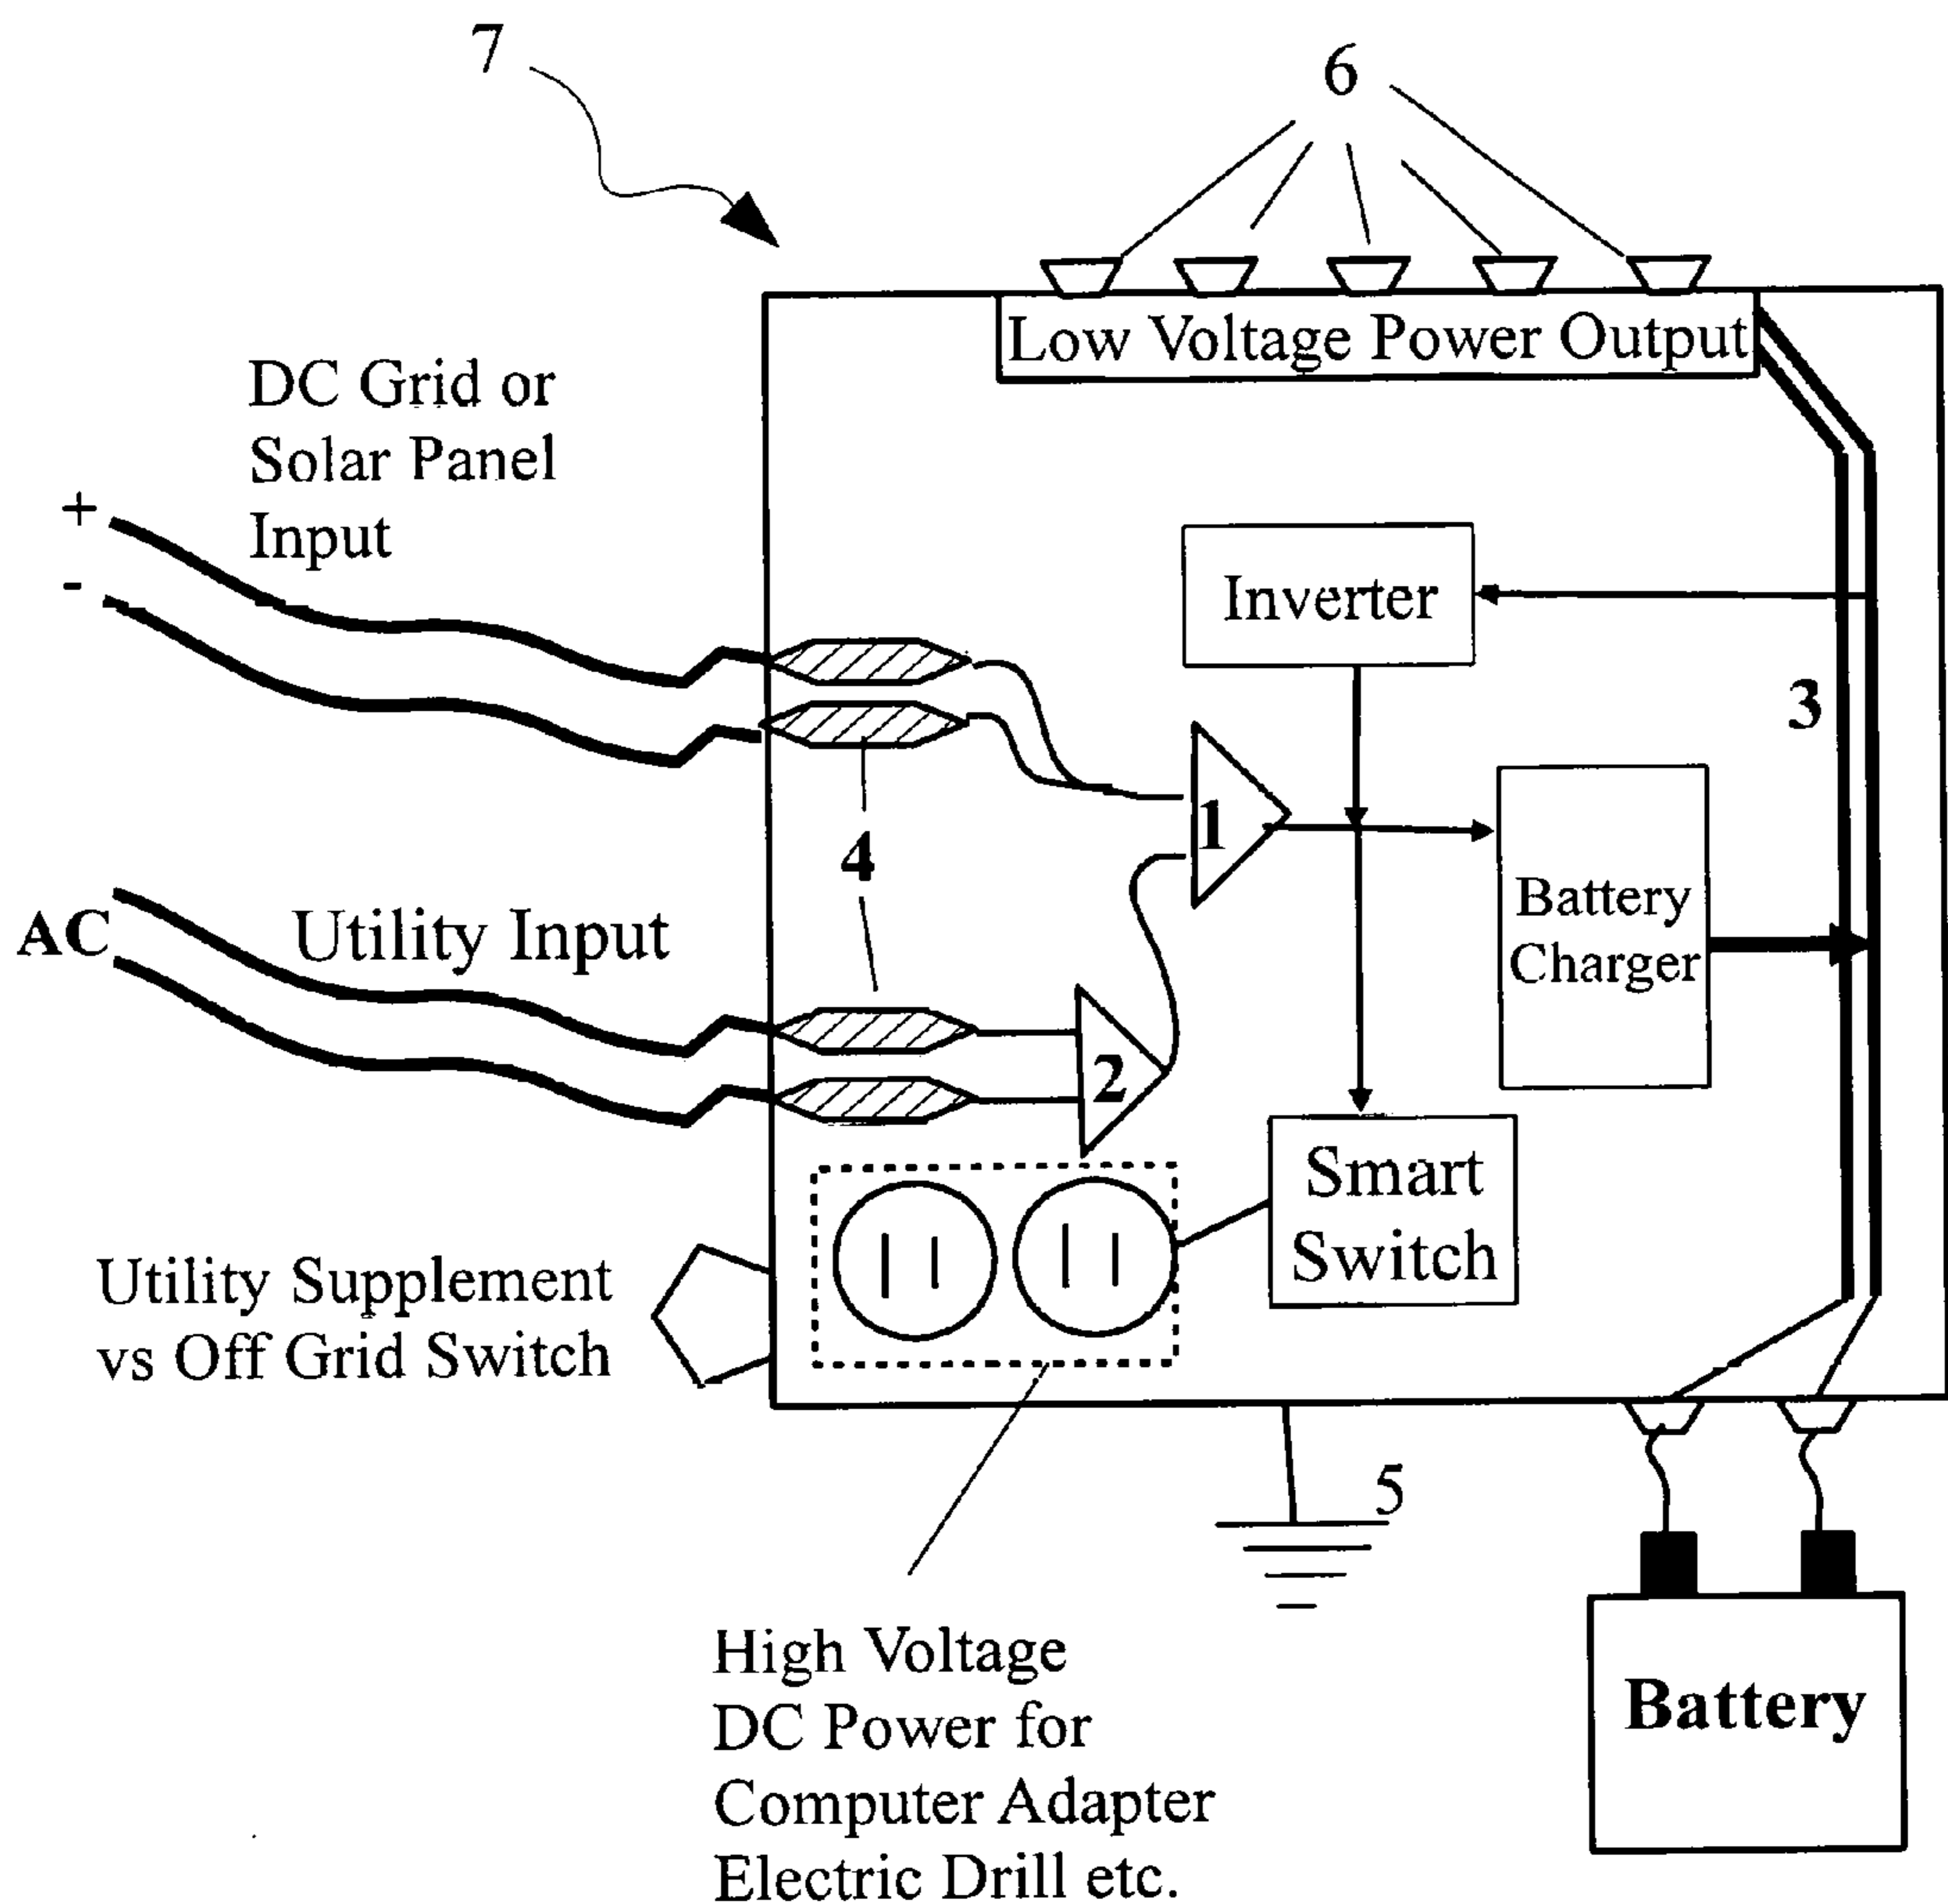 7
6
Low Voltage Power Output
DC Grid or
Solar Panel
Input
+
-
Inverter
3
1
4
Battery
Charger
AC
Utility Input
2
Smart
Switch
Utility Supplement
vs Off Grid Switch
5
High Voltage
DC Power for
Computer Adapter
Electric Drill etc.
Battery